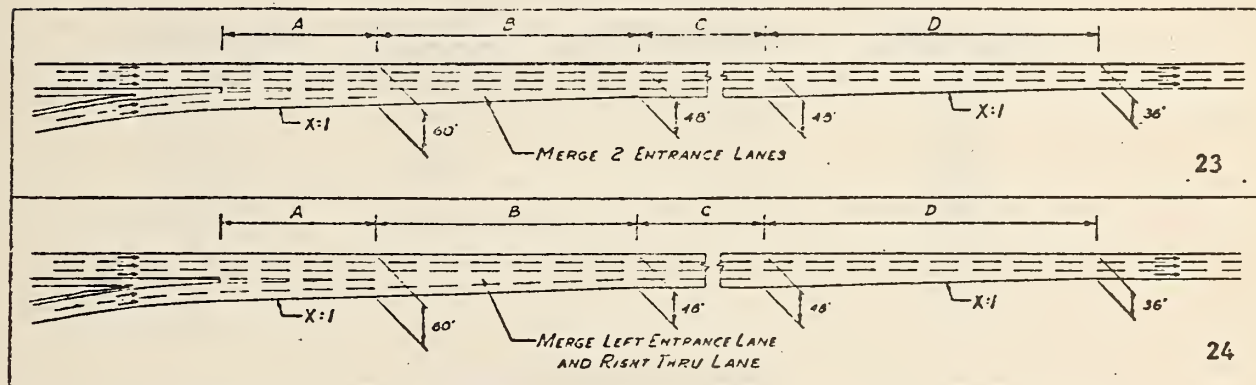 A B C D
X:1
60'
MERGE 2 ENTRANCE LANES
48'
48'
X:1
36'
23
A B C D
X:1
60'
MERGE LEFT ENTRANCE LANE
AND RIGHT THRU LANE
48'
48'
X:1
36'
24